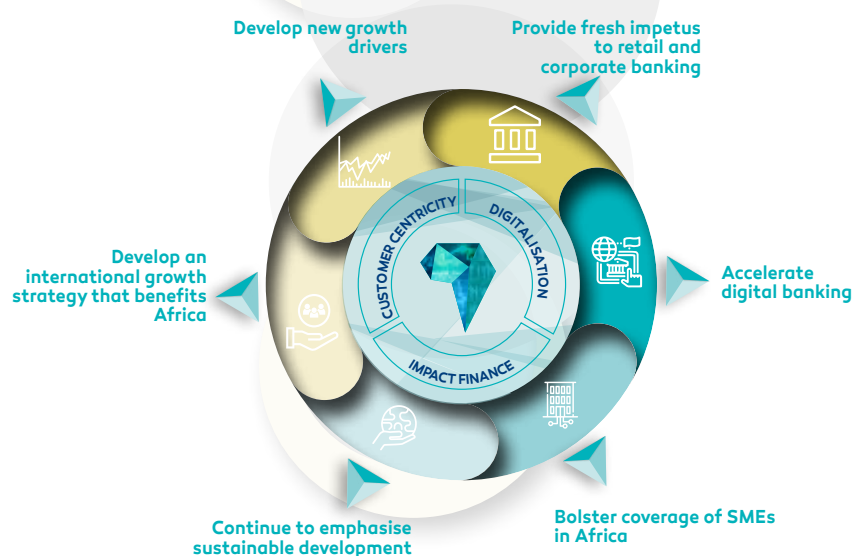 Develop new growth
drivers
Provide fresh impetus
to retail and
corporate banking
CUSTOMER CENTRICITY
DIGITALISATION
IMPACT FINANCE
Develop an
international growth
strategy that benefits
Africa
Accelerate
digital banking
Continue to emphasise
sustainable development
Bolster coverage of SMEs
in Africa